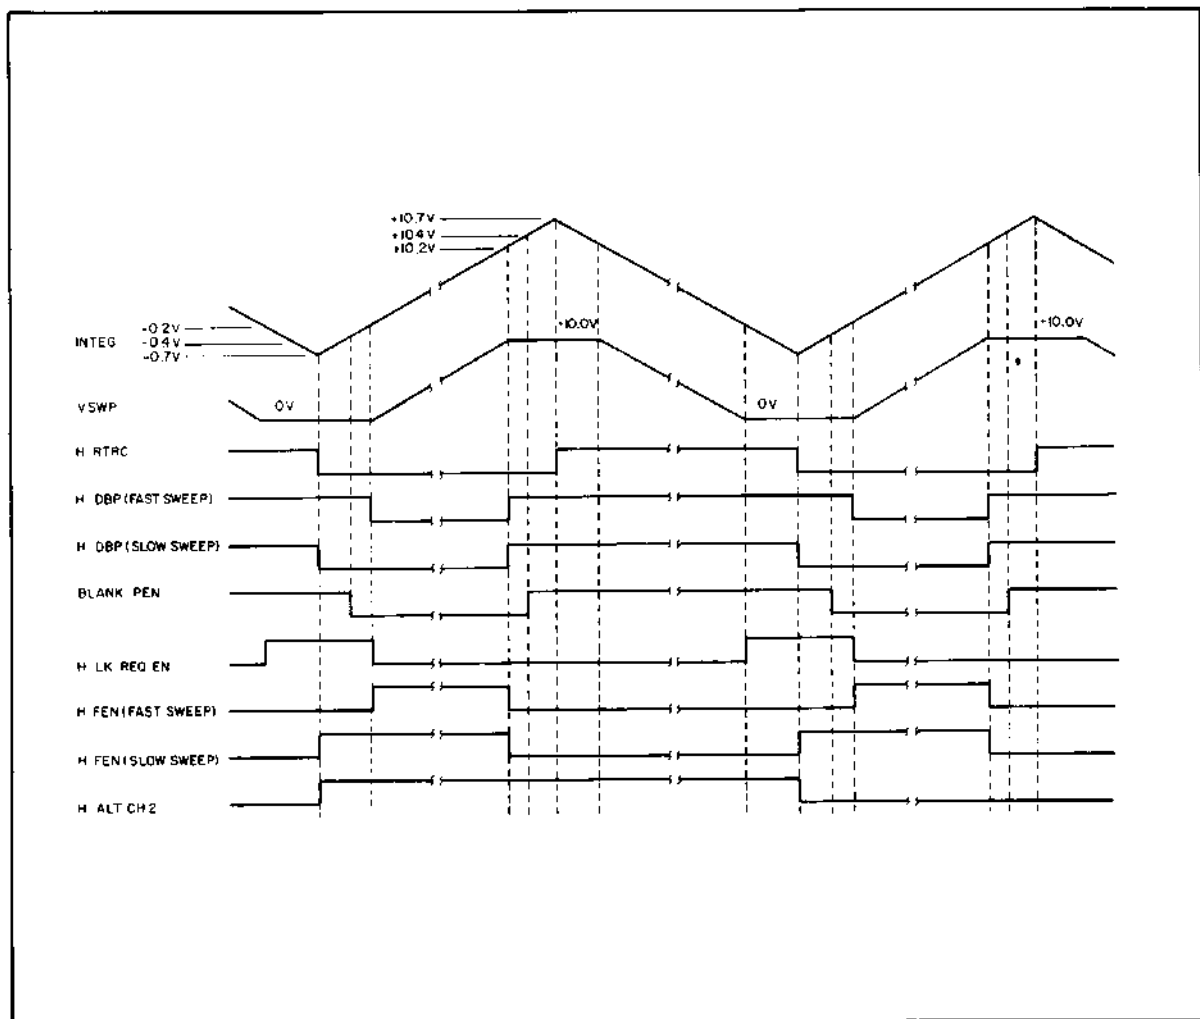 +10.7V
+10.4V
+10.2V
-0.2V
INTEG -0.4V
-0.7V
+10.0V
+10.0V
VSWP 0V 0V
H RTRC
H DBP (FAST SWEEP)
H DBP (SLOW SWEEP)
BLANK PEN
H LK REQ EN
H FEN (FAST SWEEP)
H FEN (SLOW SWEEP)
H ALT CH 2